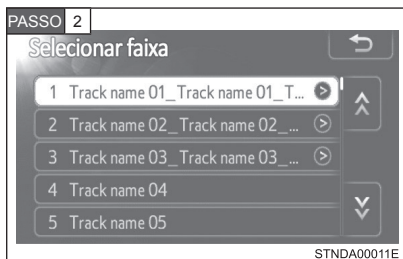 PASSO 2
Selecionar faixa
1 Track name 01_Track name 01_T...
2 Track name 02_Track name 02_...
3 Track name 03_Track name 03_...
4 Track name 04
5 Track name 05
STNDA00011E